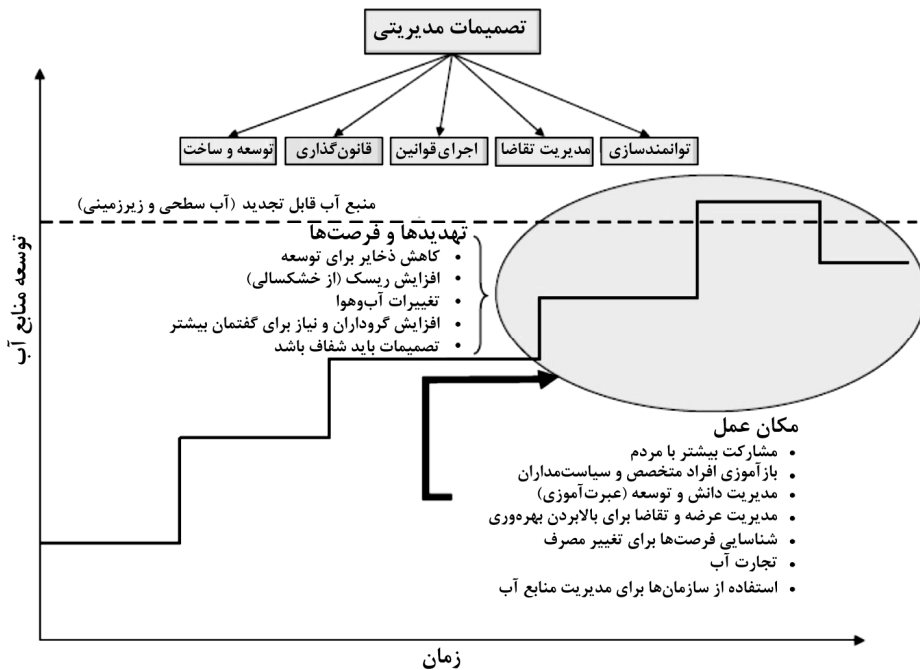 تصمیمات مدیریتی
توانمندسازی
مدیریت تقاضا
اجرای قوانین
قانون‌گذاری
توسعه و ساخت
منبع آب قابل تجدید (آب سطحی و زیرزمینی)
تهدیدها و فرصت‌ها
• کاهش ذخایر برای توسعه
• افزایش ریسک (از خشکسالی)
• تغییرات آب‌وهوا
• افزایش گروداران و نیاز برای گفتمان بیشتر
• تصمیمات باید شفاف باشد
توسعه منابع آب
مکان عمل
• مشارکت بیشتر با مردم
• بازآموزی افراد متخصص و سیاست‌مداران
• مدیریت دانش و توسعه (عبرت‌آموزی)
• مدیریت عرضه و تقاضا برای بالابردن بهره‌وری
• شناسایی فرصت‌ها برای تغییر مصرف
• تجارت آب
• استفاده از سازمان‌ها برای مدیریت منابع آب
زمان